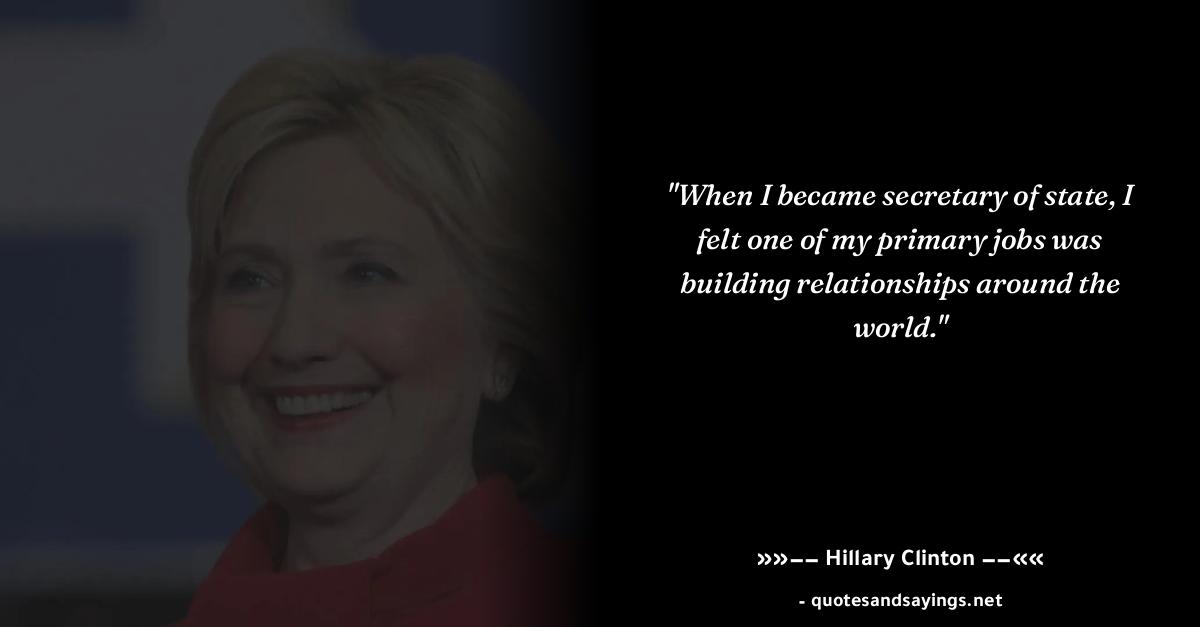 "When I became secretary of state, I
felt one of my primary jobs was
building relationships around the
world."
»»−− Hillary Clinton −−««
- quotesandsayings.net